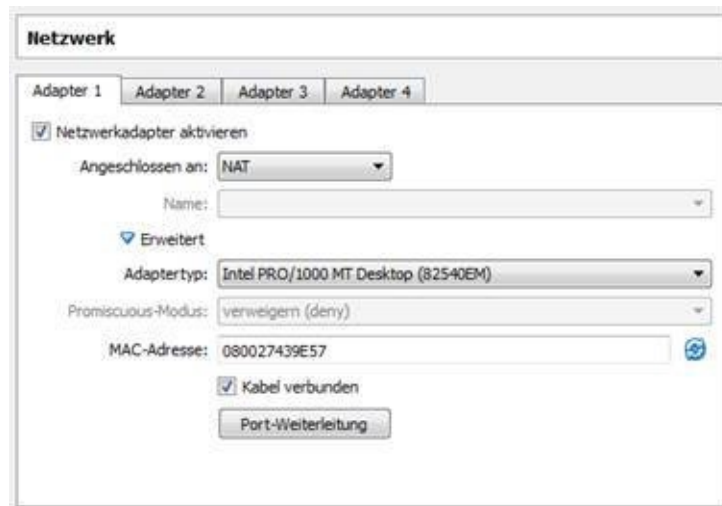 Netzwerk
Adapter 1 Adapter 2 Adapter 3 Adapter 4
Netzwerkadapter aktivieren
Angeschlossen an: NAT
Name:
Erweitert
Adaptertyp: Intel PRO/1000 MT Desktop (82540EM)
Promiscuous-Modus: verweigern (deny)
MAC-Adresse: 080027439E57
Kabel verbunden
Port-Weiterleitung